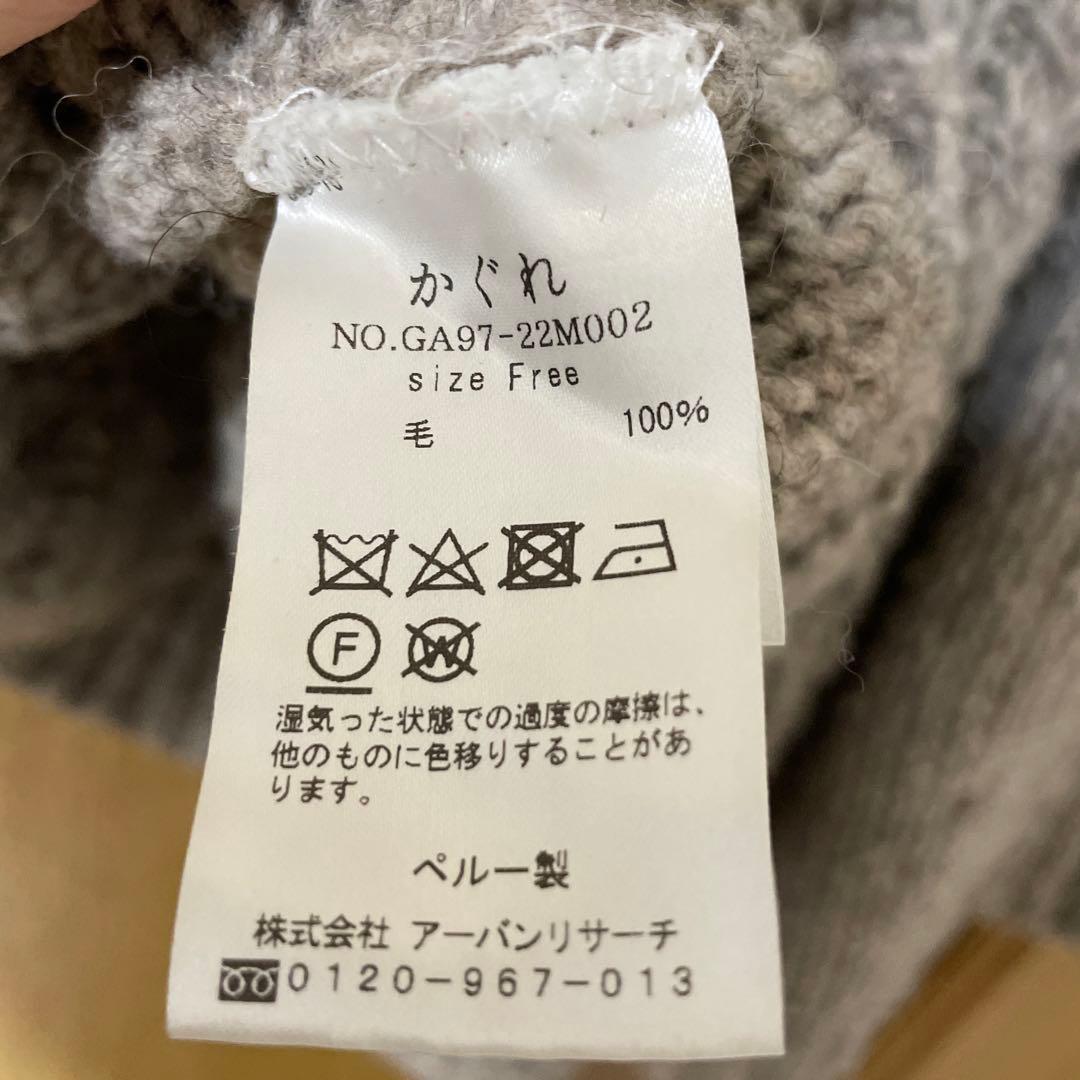 かぐれ
NO.GA97-22M002
size Free
毛 100%
F W
湿気った状態での過度の摩擦は、
他のものに色移りすることがあ
ります。
ペルー製
株式会社 アーバンリサーチ
0120-967-013